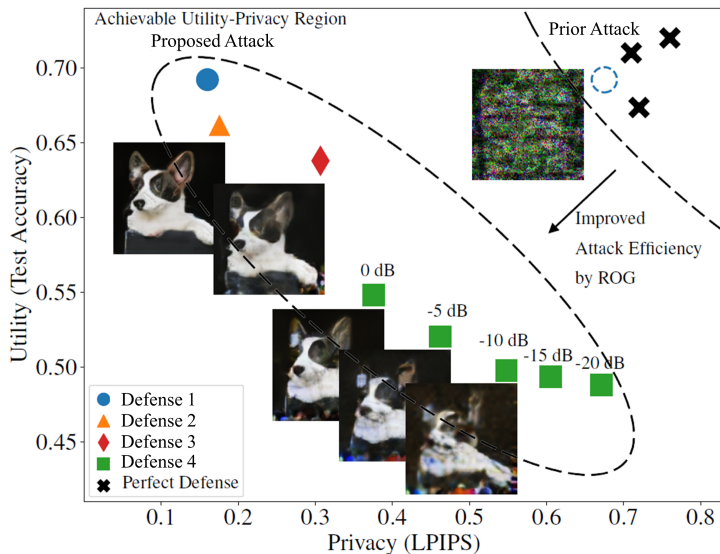 Achievable Utility-Privacy Region
Proposed Attack
Prior Attack
Improved
Attack Efficiency
by ROG
0 dB
-5 dB
-10 dB
-15 dB
-20 dB
Defense 1
Defense 2
Defense 3
Defense 4
Perfect Defense
Utility (Test Accuracy)
0.70
0.65
0.60
0.55
0.50
0.45
0.1 0.2 0.3 0.4 0.5 0.6 0.7 0.8
Privacy (LPIPS)